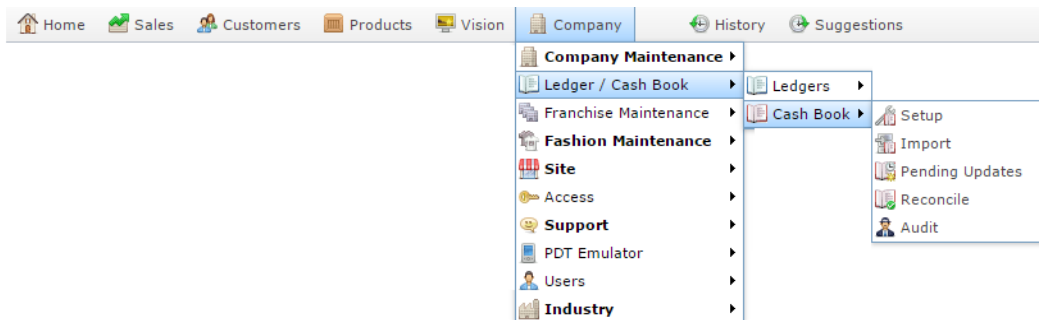 Home Sales Customers Products Vision Company History Suggestions
Company Maintenance
Ledger / Cash Book Ledgers
Franchise Maintenance Cash Book Setup
Fashion Maintenance Import
Site Pending Updates
Access Reconcile
Support Audit
PDT Emulator
Users
Industry